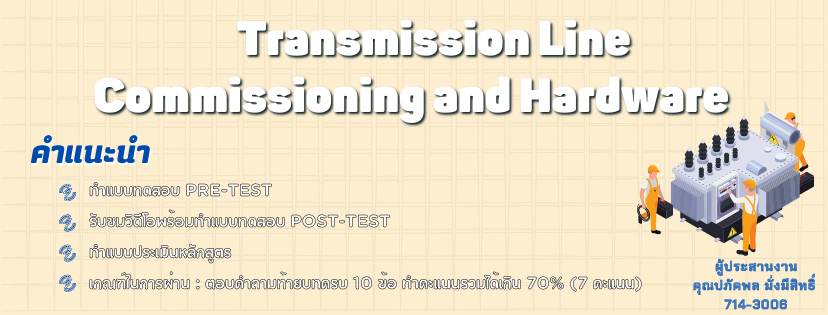 Transmission Line
Commissioning and Hardware
คำแนะนำ
ทำแบบทดสอบ PRE-TEST
รับชมวิดีโอพร้อมทำแบบทดสอบ POST-TEST
ทำแบบประเมินหลักสูตร
เกณฑ์ในการผ่าน : ตอบคำถามท้ายบทครบ 10 ข้อ ทำคะแนนรวมได้เกิน 70% (7 คะแนน)
ผู้ประสานงาน
คุณปภัคพล มั่งมีสิทธิ์
714-3006